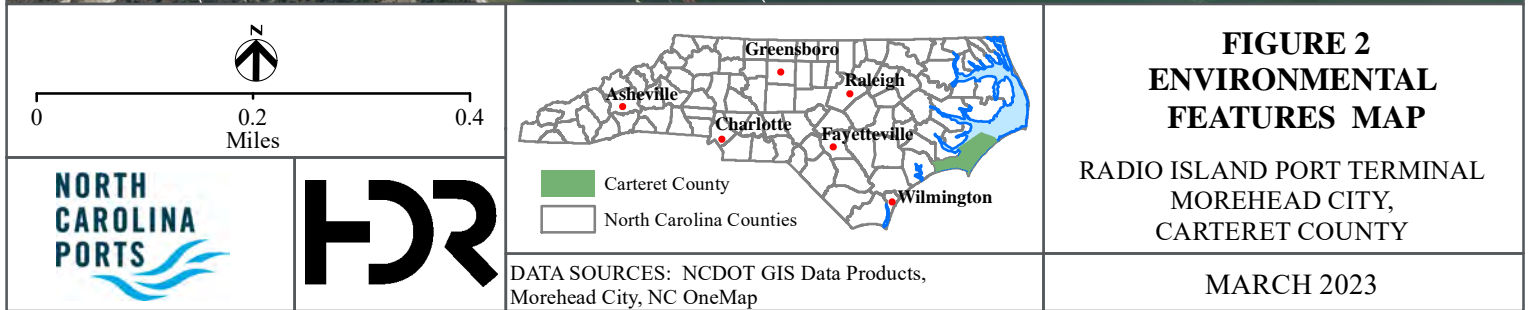 N
0 0.2 0.4
Miles
NORTH
CAROLINA
PORTS
HDR
Greensboro
Raleigh
Asheville
Charlotte
Fayetteville
Wilmington
Carteret County
North Carolina Counties
DATA SOURCES: NCDOT GIS Data Products,
Morehead City, NC OneMap
FIGURE 2
ENVIRONMENTAL
FEATURES MAP
RADIO ISLAND PORT TERMINAL
MOREHEAD CITY,
CARTERET COUNTY
MARCH 2023